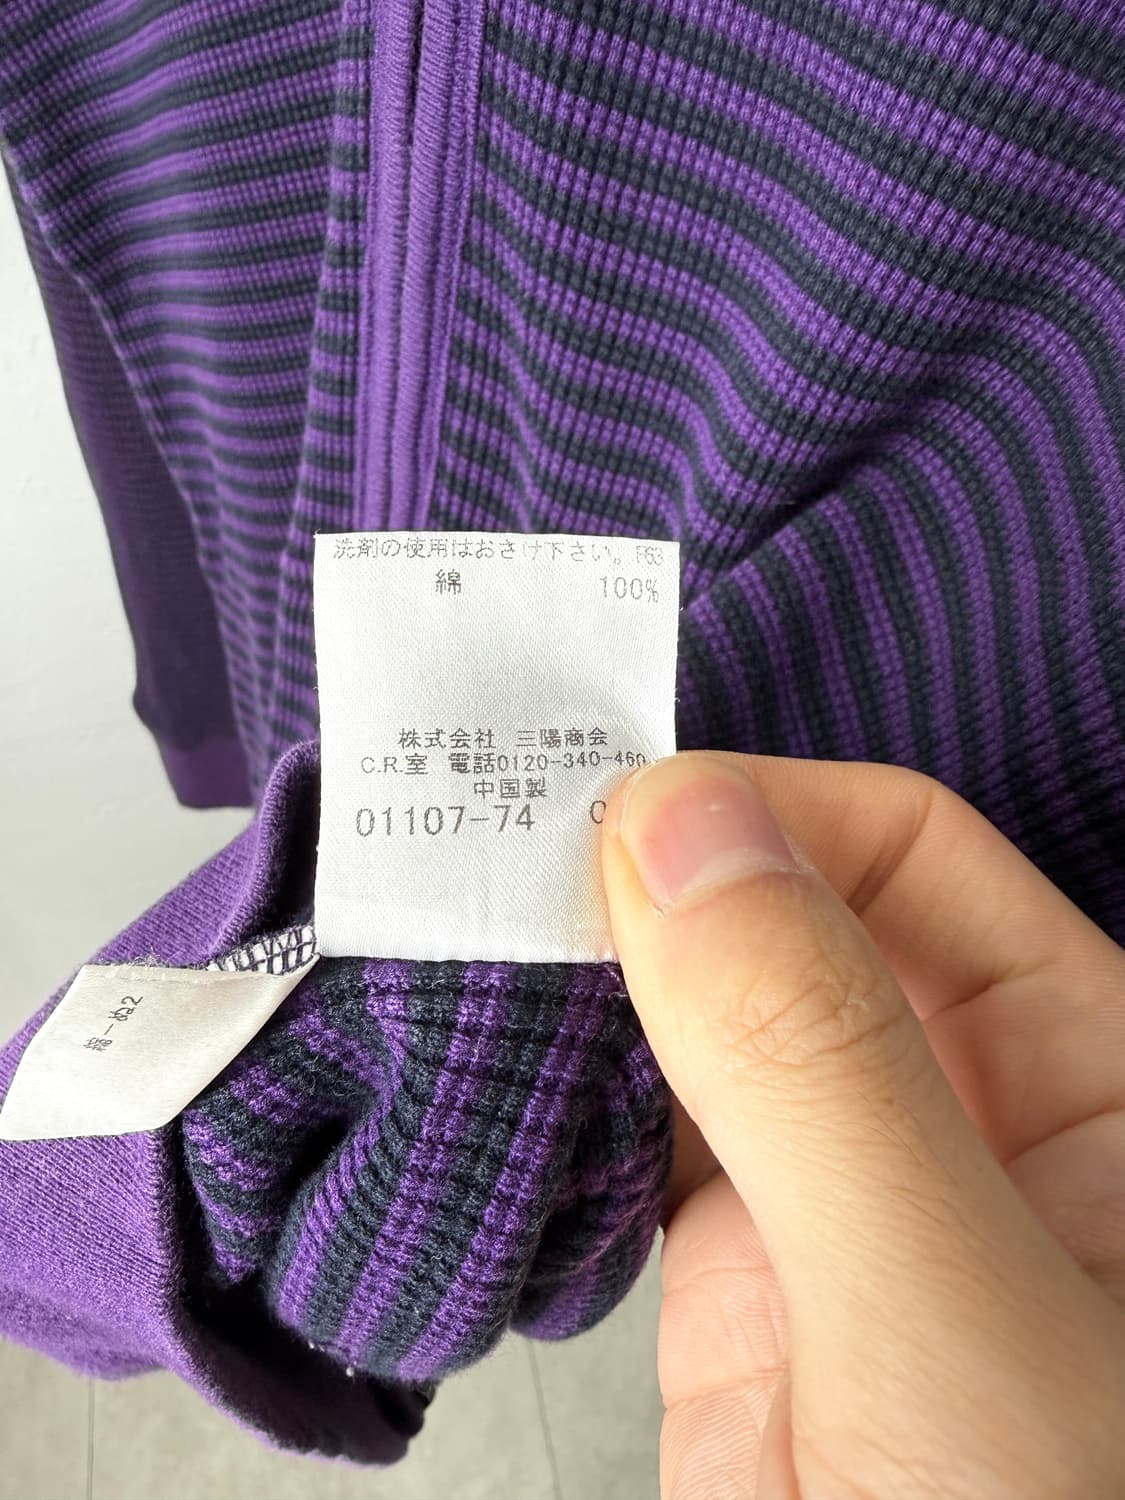 洗剤の使用はおさけ下さい。F63
綿 100%
株式会社 三陽商会
C.R.室 電話0120-340-460
中国製
01107-74 0